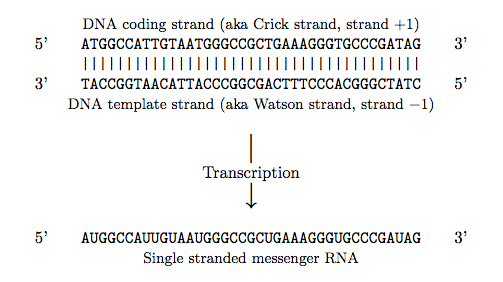 DNA coding strand (aka Crick strand, strand +1)
5’ ATGGCCATTGTAATGGGCCGCTGAAAGGGTGCCCGATAG 3’
|||||||||||||||||||||||||||||||||||||||
3’ TACCGGTAACATTACCCGGCGACTTTCCCACGGGCTATC 5’
DNA template strand (aka Watson strand, strand −1)
|
Transcription
↓
5’ AUGGCCAUUGUAAUGGGCCGCUGAAAGGGUGCCCGAUAG 3’
Single stranded messenger RNA